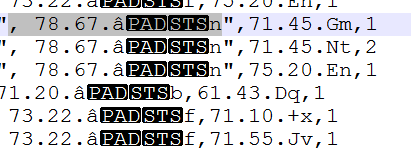 73.22.âPADSTSf,75.20.En,1
", 78.67.âPADSTSn",71.45.Gm,1
", 78.67.âPADSTSn",71.45.Nt,2
", 78.67.âPADSTSn",75.20.En,1
71.20.âPADSTSb,61.43.Dq,1
73.22.âPADSTSf,71.10.+x,1
73.22.âPADSTSf,71.55.Jv,1